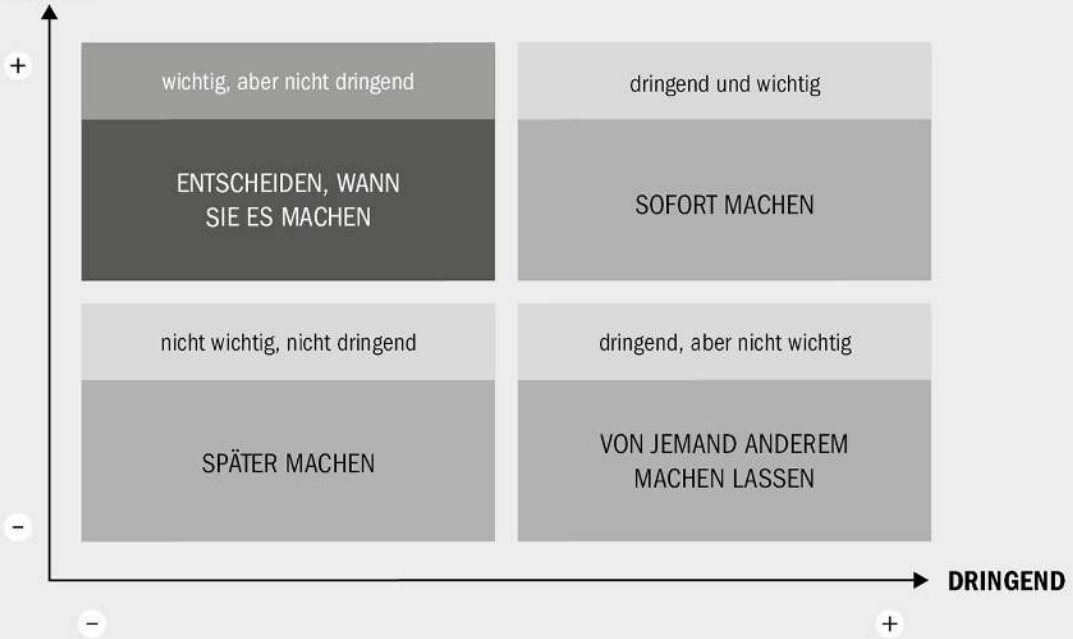 +
wichtig, aber nicht dringend
dringend und wichtig
ENTSCHEIDEN, WANN
SIE ES MACHEN
SOFORT MACHEN
nicht wichtig, nicht dringend
dringend, aber nicht wichtig
SPÄTER MACHEN
VON JEMAND ANDEREM
MACHEN LASSEN
-
DRINGEND
-
+